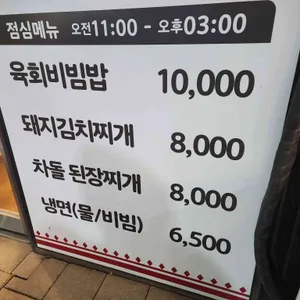 점심메뉴 오전11:00 - 오후03:00
육회비빔밥 10,000
돼지김치찌개 8,000
차돌 된장찌개 8,000
냉면(물/비빔) 6,500